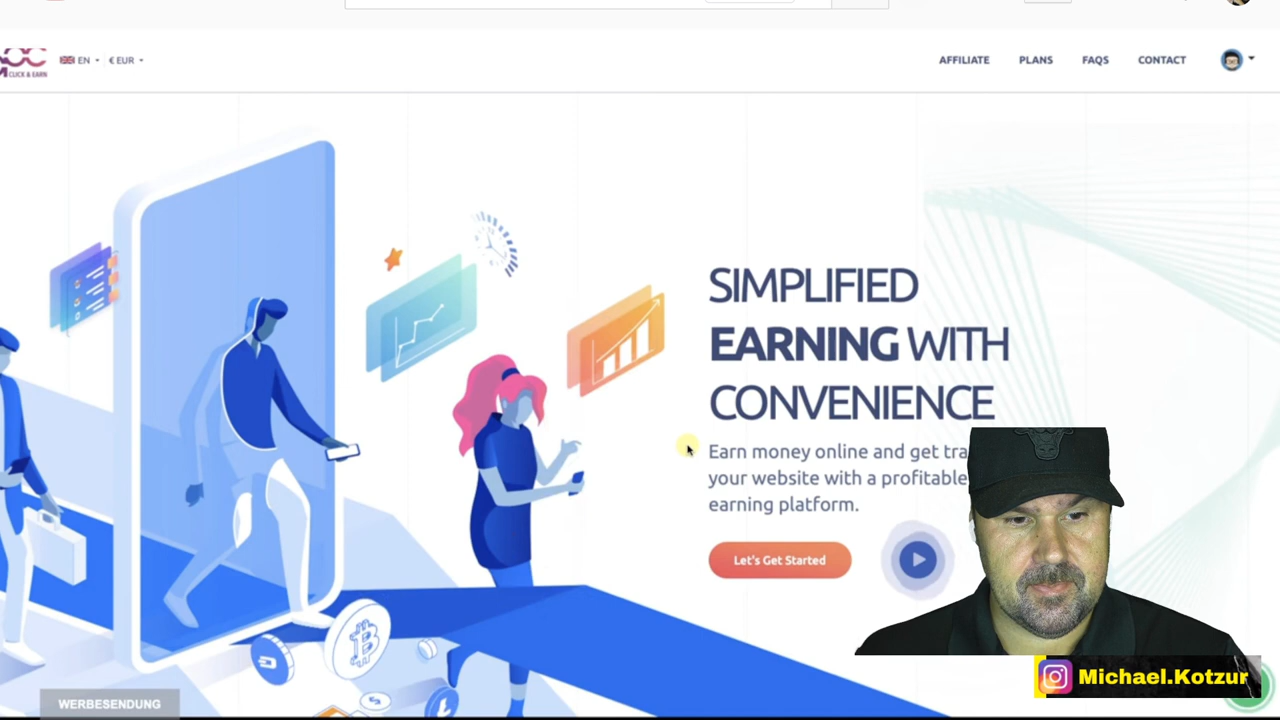 CLICK & EARN
EN
€ EUR
AFFILIATE
PLANS
FAQS
CONTACT
SIMPLIFIED
EARNING WITH
CONVENIENCE
Earn money online and get tra
your website with a profitable
earning platform.
Let's Get Started
Michael.Kotzur
WERBESENDUNG